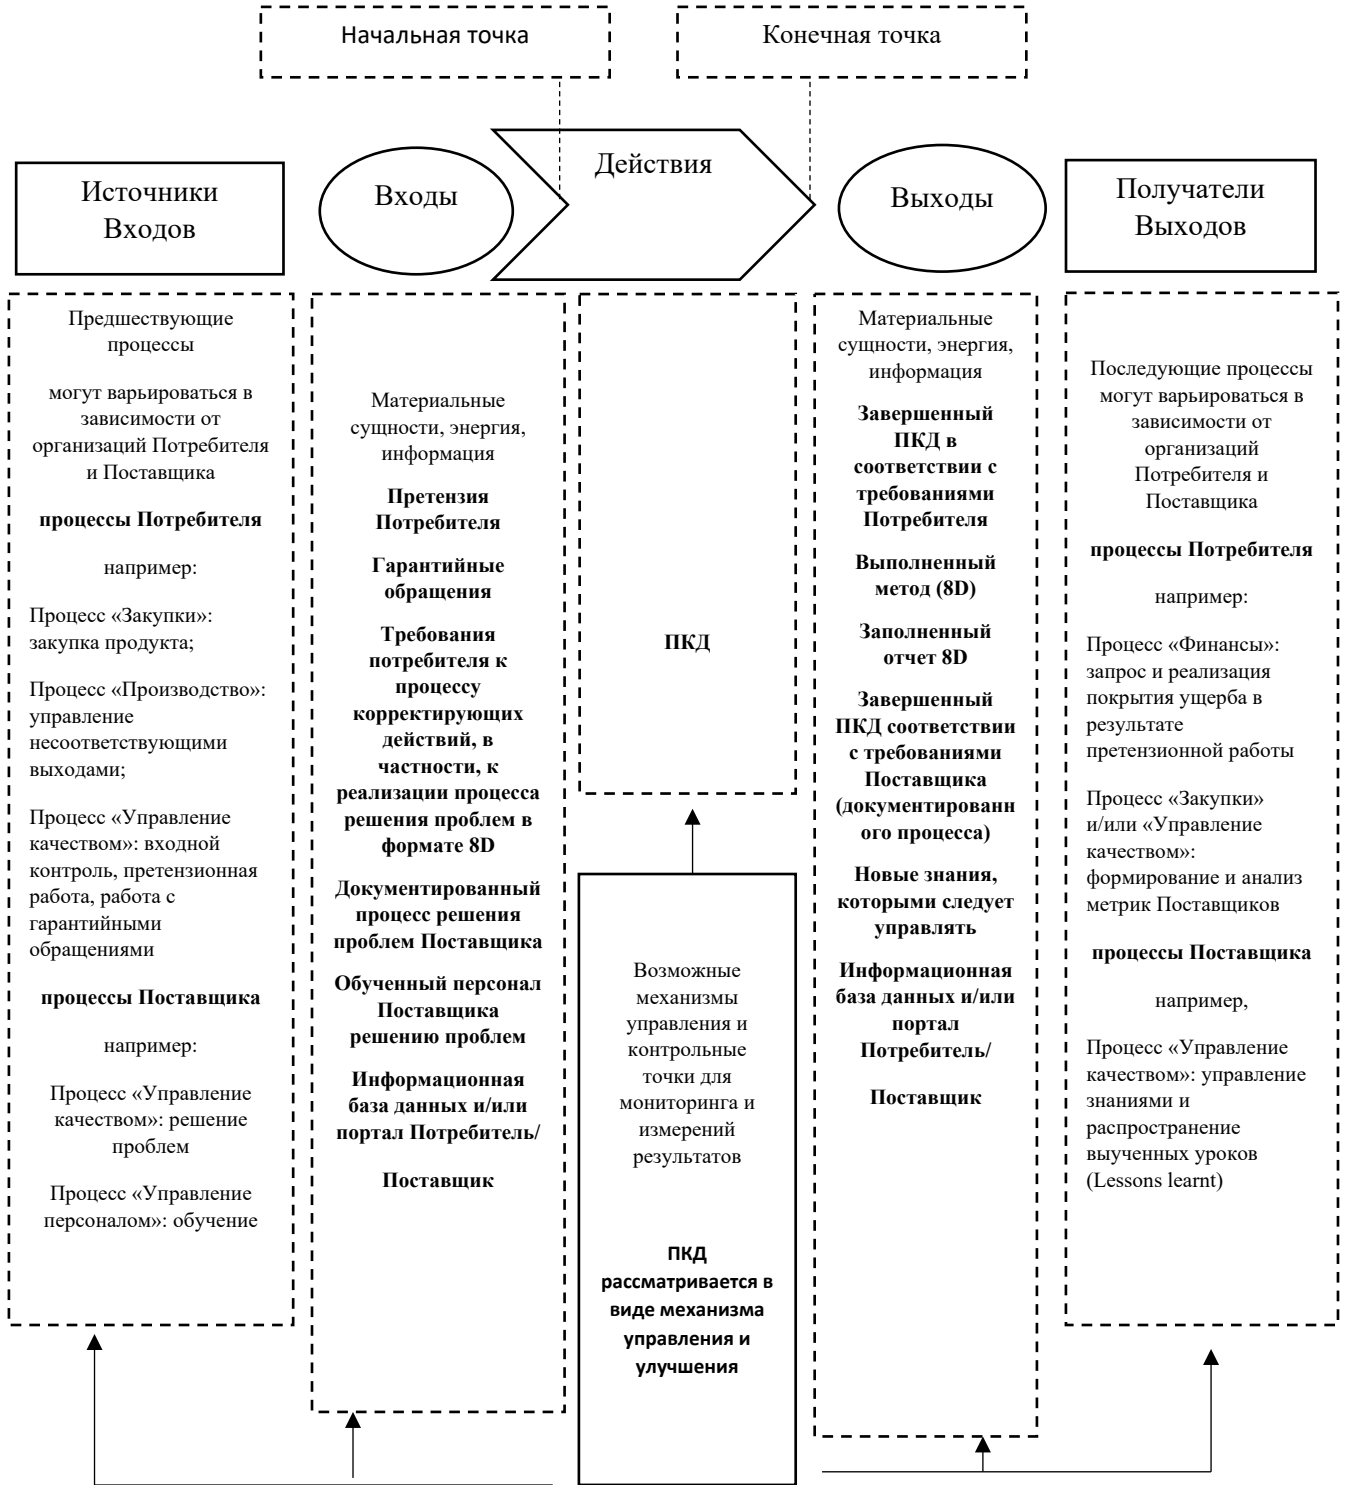 Начальная точка
Конечная точка
Источники
Входов
Входы
Действия
Выходы
Получатели
Выходов
Предшествующие
процессы
могут варьироваться в
зависимости от
организаций Потребителя
и Поставщика
процессы Потребителя
например:
Процесс «Закупки»:
закупка продукта;
Процесс «Производство»:
управление
несоответствующими
выходами;
Процесс «Управление
качеством»: входной
контроль, претензионная
работа, работа с
гарантийными
обращениями
процессы Поставщика
например:
Процесс «Управление
качеством»: решение
проблем
Процесс «Управление
персоналом»: обучение
Материальные
сущности, энергия,
информация
Претензия
Потребителя
Гарантийные
обращения
Требования
потребителя к
процессу
корректирующих
действий, в
частности, к
реализации процесса
решения проблем в
формате 8D
Документированный
процесс решения
проблем Поставщика
Обученный персонал
Поставщика
решению проблем
Информационная
база данных и/или
портал Потребитель/
Поставщик
ПКД
Возможные
механизмы
управления и
контрольные
точки для
мониторинга и
измерений
результатов
ПКД
рассматривается в
виде механизма
управления и
улучшения
Материальные
сущности, энергия,
информация
Завершенный
ПКД в
соответствии с
требованиями
Потребителя
Выполненный
метод (8D)
Заполненный
отчет 8D
Завершенный
ПКД соответствии
с требованиями
Поставщика
(документированн
ого процесса)
Новые знания,
которыми следует
управлять
Информационная
база данных и/или
портал
Потребитель/
Поставщик
Последующие процессы
могут варьироваться в
зависимости от
организаций
Потребителя и
Поставщика
процессы Потребителя
например:
Процесс «Финансы»:
запрос и реализация
покрытия ущерба в
результате
претензионной работы
Процесс «Закупки»
и/или «Управление
качеством»:
формирование и анализ
метрик Поставщиков
процессы Поставщика
например,
Процесс «Управление
качеством»: управление
знаниями и
распространение
выученных уроков
(Lessons learnt)